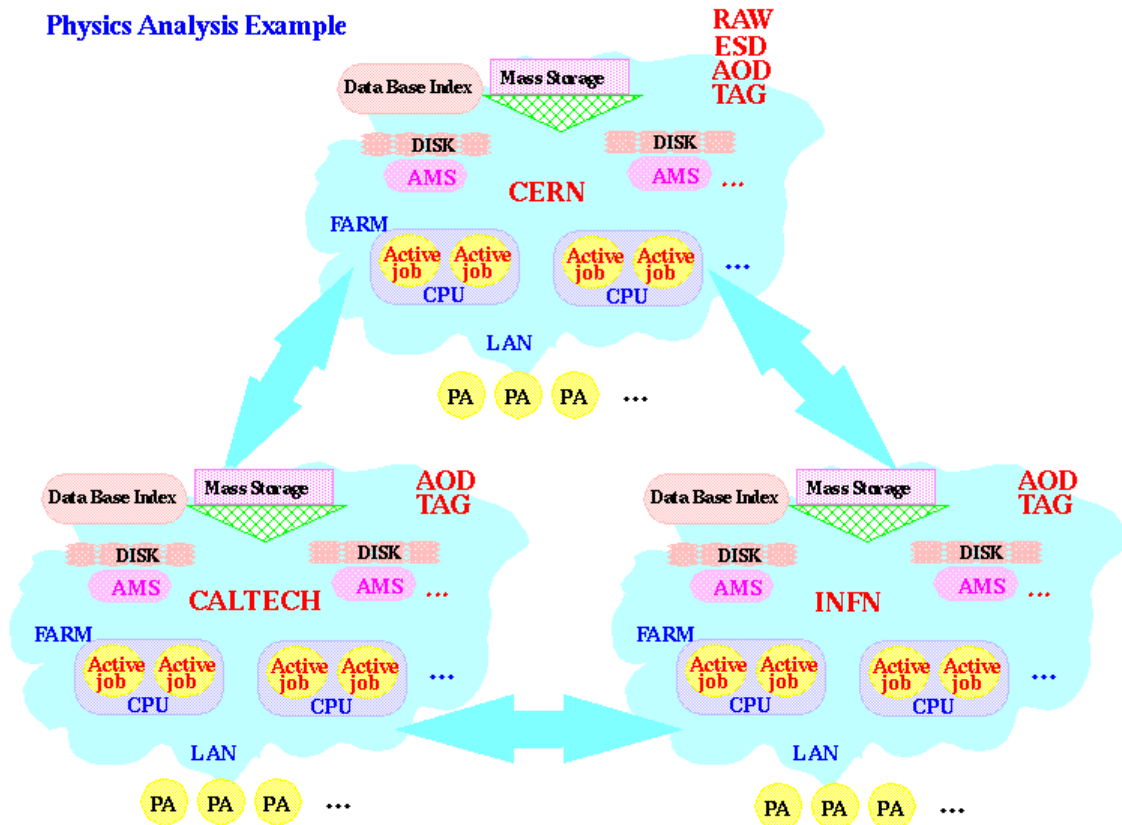 Physics Analysis Example
RAW
ESD
AOD
TAG
Data Base Index
Mass Storage
DISK
DISK
AMS
AMS
...
CERN
FARM
Active job
Active job
CPU
Active job
Active job
CPU
...
LAN
PA PA PA ...
Data Base Index
Mass Storage
AOD
TAG
DISK
DISK
AMS
AMS
...
CALTECH
FARM
Active job
Active job
CPU
Active job
Active job
CPU
...
LAN
PA PA PA ...
Data Base Index
Mass Storage
AOD
TAG
DISK
DISK
AMS
AMS
...
INFN
FARM
Active job
Active job
CPU
Active job
Active job
CPU
...
LAN
PA PA PA ...